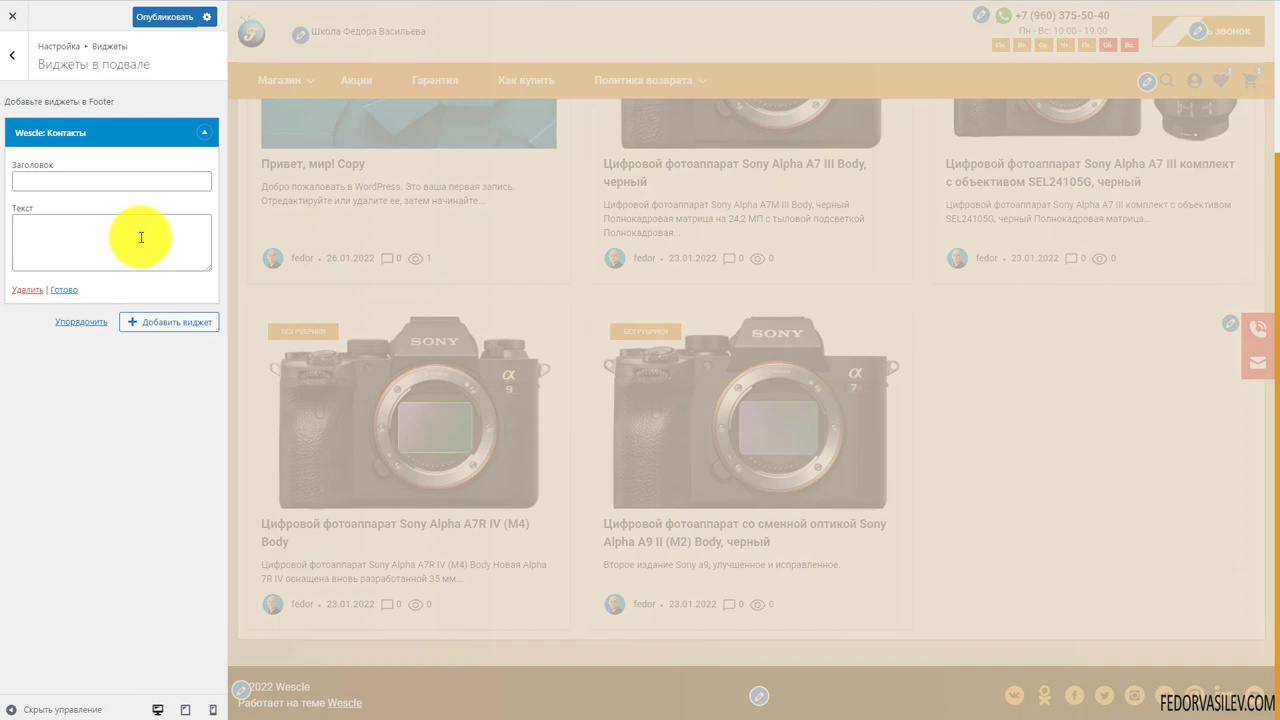 Опубликовать
Настройка ▸ Виджеты
Виджеты в подвале
Добавьте виджеты в Footer
Wescle: Контакты
Заголовок
Текст
Удалить | Готово
Упорядочить
Добавить виджет
Скрыть управление
Школа Федора Васильева
+7 (960) 375-50-40
Пн - Вс: 10.00 - 19.00
Пн. Вт. Ср. Чт. Пт. Сб. Вс.
ЗВОНОК
Магазин
Акции
Гарантия
Как купить
Политика возврата
Привет, мир! Copy
Добро пожаловать в WordPress. Это ваша первая запись.
Отредактируйте или удалите ее, затем начинайте...
fedor
26.01.2022
0
1
Цифровой фотоаппарат Sony Alpha A7 III Body,
черный
Цифровой фотоаппарат Sony Alpha A7M III Body, черный
Полнокадровая матрица на 24,2 МП с тыловой подсветкой
Полнокадровая...
fedor
23.01.2022
0
0
Цифровой фотоаппарат Sony Alpha A7 III комплект
с объективом SEL24105G, черный
Цифровой фотоаппарат Sony Alpha A7 III комплект с объективом
SEL24105G, черный Полнокадровая матрица...
fedor
23.01.2022
0
0
БЕЗ РУБРИКИ
SONY
α
9
Цифровой фотоаппарат Sony Alpha A7R IV (M4)
Body
Цифровой фотоаппарат Sony Alpha A7R IV (M4) Body Новая Alpha
7R IV оснащена вновь разработанной 35 мм...
fedor
23.01.2022
0
0
БЕЗ РУБРИКИ
SONY
α
7
Цифровой фотоаппарат со сменной оптикой Sony
Alpha A9 II (M2) Body, черный
Второе издание Sony a9, улучшенное и исправленное.
fedor
23.01.2022
0
0
2022 Wescle
Работает на теме Wescle
FEDORVASILEV.COM